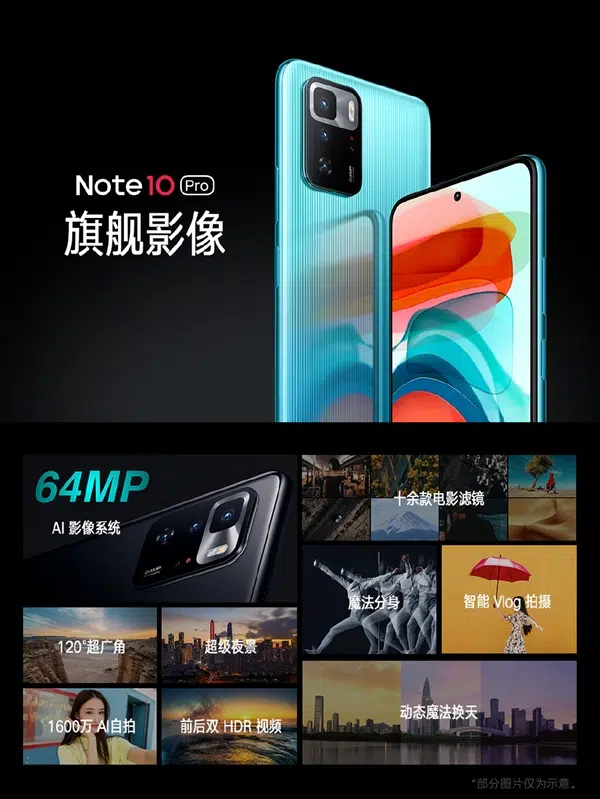 Note 10 Pro
旗舰影像
64MP
AI 影像系统
十余款电影滤镜
魔法分身
智能 Vlog 拍摄
120°超广角
超级夜景
1600万 AI自拍
前后双 HDR 视频
动态魔法换天
*部分图片仅为示意。